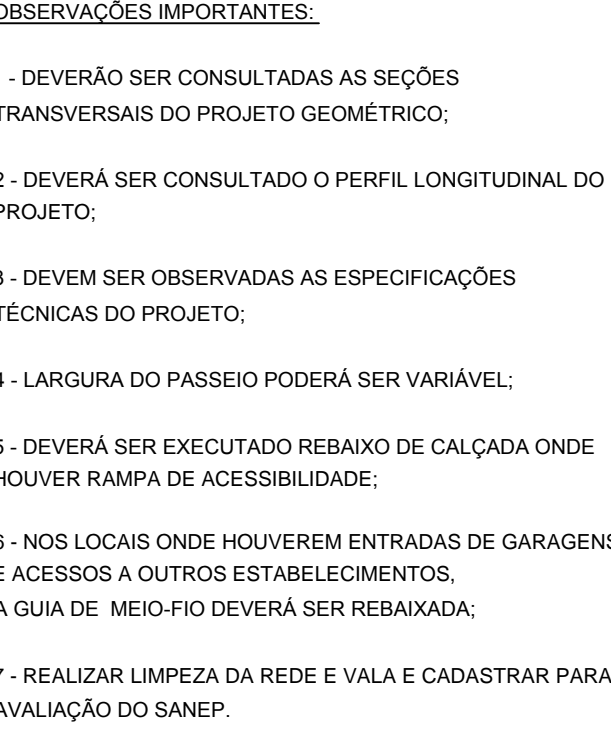 OBSERVAÇÕES IMPORTANTES:
1 - DEVERÃO SER CONSULTADAS AS SEÇÕES
TRANSVERSAIS DO PROJETO GEOMÉTRICO;
2 - DEVERÁ SER CONSULTADO O PERFIL LONGITUDINAL DO
PROJETO;
3 - DEVEM SER OBSERVADAS AS ESPECIFICAÇÕES
TÉCNICAS DO PROJETO;
4 - LARGURA DO PASSEIO PODERÁ SER VARIÁVEL;
5 - DEVERÁ SER EXECUTADO REBAIXO DE CALÇADA ONDE
HOUVER RAMPA DE ACESSIBILIDADE;
6 - NOS LOCAIS ONDE HOUVEREM ENTRADAS DE GARAGENS
E ACESSOS A OUTROS ESTABELECIMENTOS,
A GUIA DE MEIO-FIO DEVERÁ SER REBAIXADA;
7 - REALIZAR LIMPEZA DA REDE E VALA E CADASTRAR PARA
AVALIAÇÃO DO SANEP.